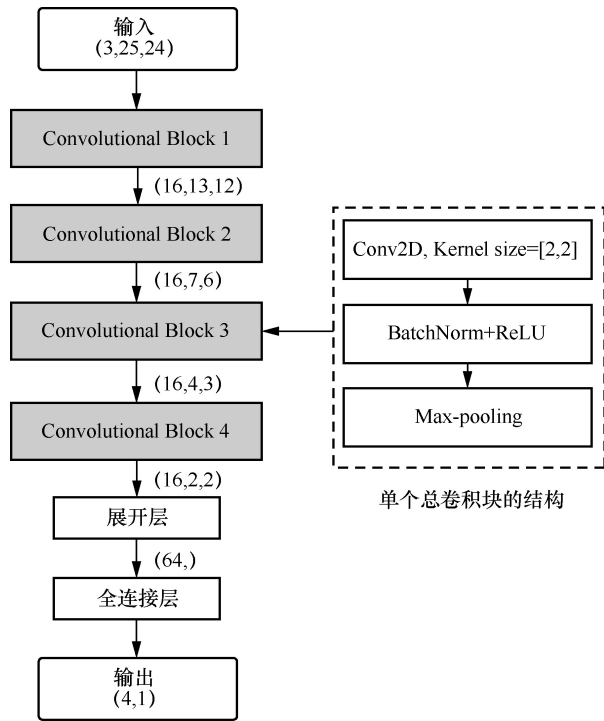 输入
(3,25,24)
Convolutional Block 1
(16,13,12)
Convolutional Block 2
(16,7,6)
Convolutional Block 3
(16,4,3)
Convolutional Block 4
(16,2,2)
展开层
(64,)
全连接层
输出
(4,1)
Conv2D, Kernel size=[2,2]
BatchNorm+ReLU
Max-pooling
单个总卷积块的结构